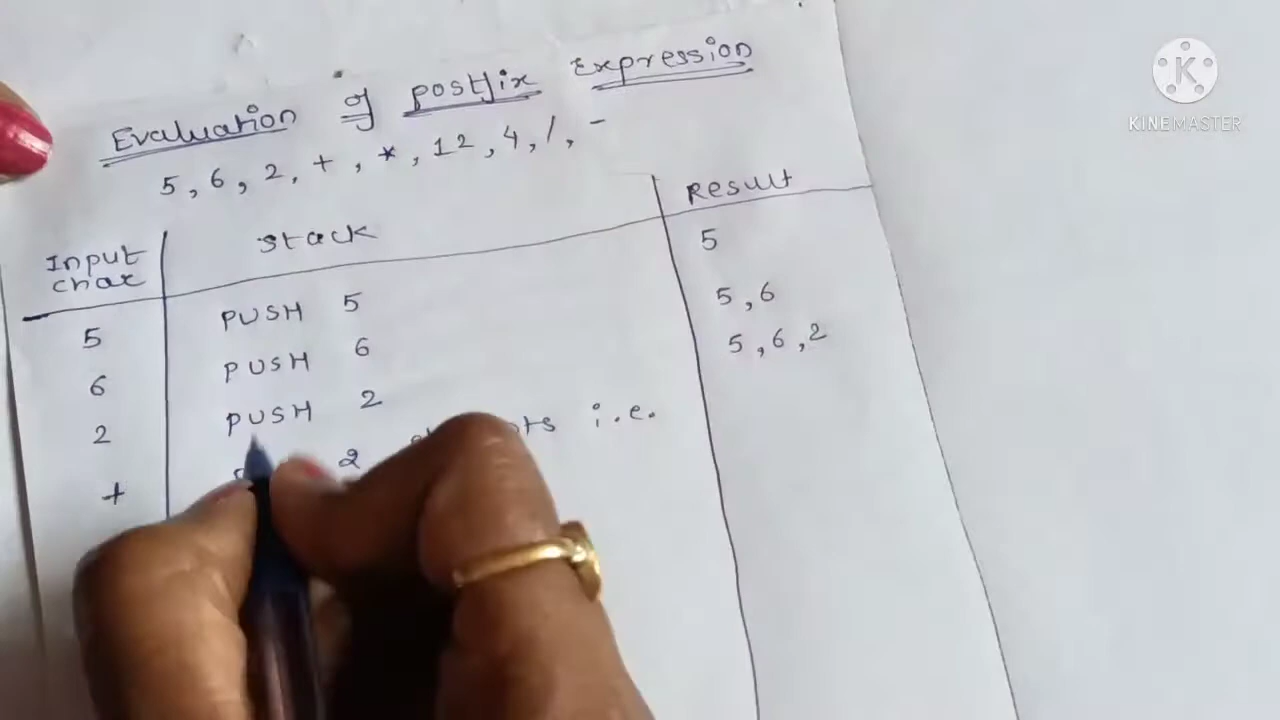 Evaluation of postfix Expression
5, 6, 2, +, *, 12, 4, /, -
Input char Stack Result
5 PUSH 5 5
6 PUSH 6 5, 6
2 PUSH 2 5, 6, 2
+ 2 i.e.
K
KINEMASTER